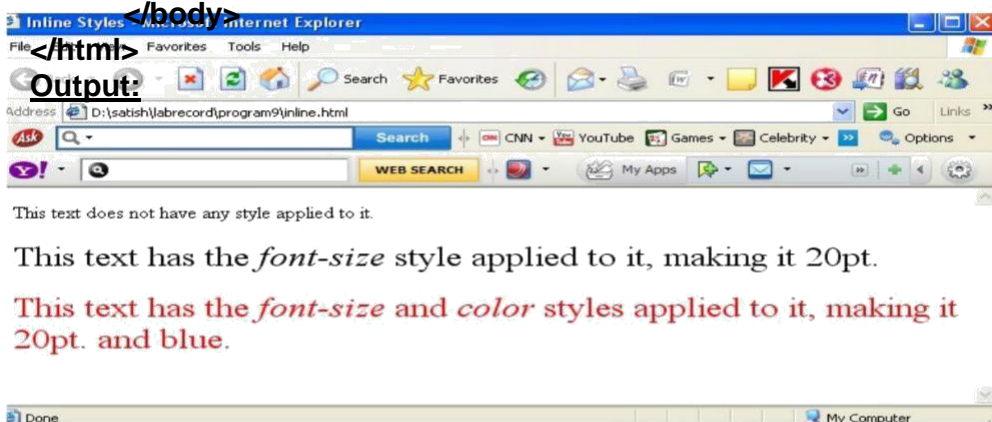 </body>
Inline Styles - Microsoft Internet Explorer
</html>
File Edit View Favorites Tools Help
Output:
Search Favorites
Address D:\satish\labrecord\program9\inline.html Go Links »
Ask Search CNN YouTube Games Celebrity » Options
Y! WEB SEARCH My Apps »
This text does not have any style applied to it.
This text has the font-size style applied to it, making it 20pt.
This text has the font-size and color styles applied to it, making it
20pt. and blue.
Done My Computer